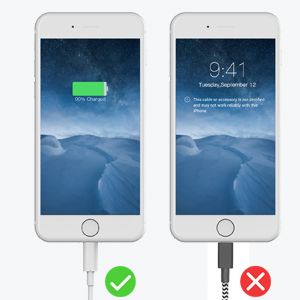 90% Charged
9:41
Tuesday,September 12
This cable or accessory is not certified
and may not work reliably with this
iPhone.